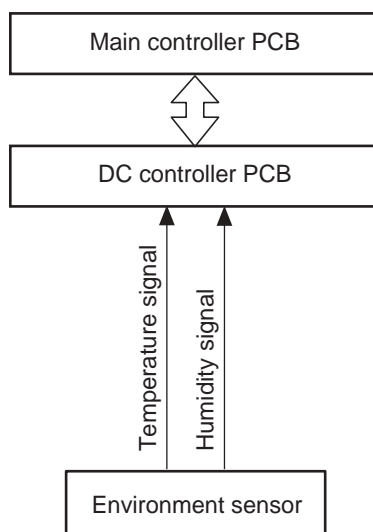 Main controller PCB
DC controller PCB
Temperature signal
Humidity signal
Environment sensor